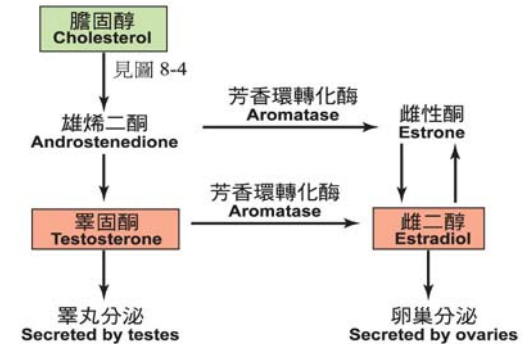 膽固醇
Cholesterol
見圖 8-4
芳香環轉化酶
Aromatase
雄烯二酮
Androstenedione
雌性酮
Estrone
芳香環轉化酶
Aromatase
睪固酮
Testosterone
雌二醇
Estradiol
睪丸分泌
Secreted by testes
卵巢分泌
Secreted by ovaries